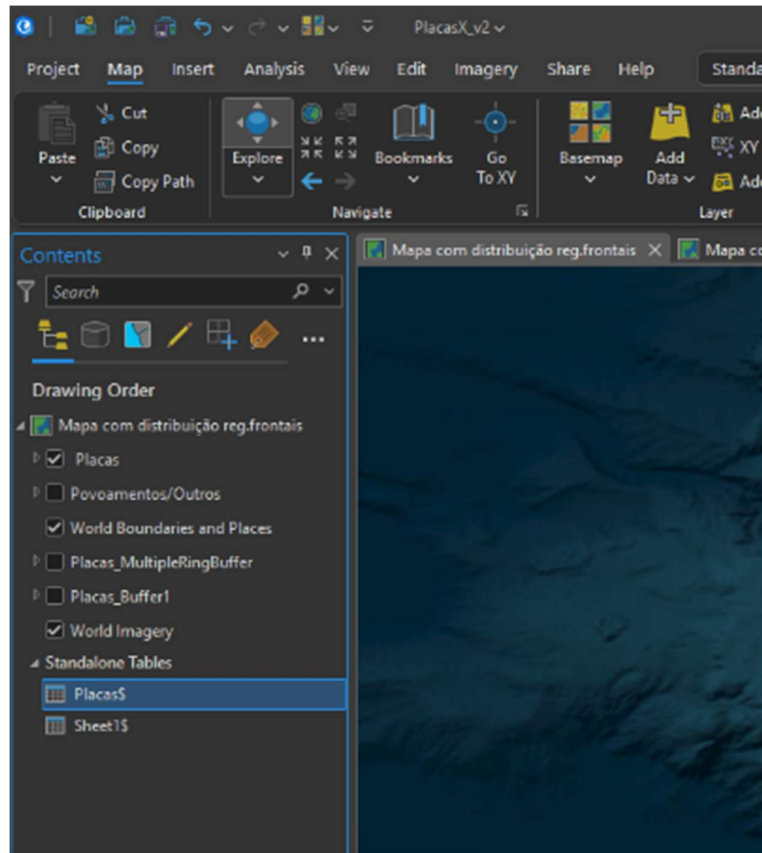 PlacasX_v2
Project Map Insert Analysis View Edit Imagery Share Help Standa
Paste
Cut
Copy
Copy Path
Clipboard
Explore
Bookmarks
Go To XY
Navigate
Basemap
Add Data
Add
XY
Add
Layer
Contents
Search
Drawing Order
Mapa com distribuição reg.frontais
Placas
Povoamentos/Outros
World Boundaries and Places
Placas_MultipleRingBuffer
Placas_Buffer1
World Imagery
Standalone Tables
Placas$
Sheet1$
Mapa com distribuição reg.frontais
Mapa co